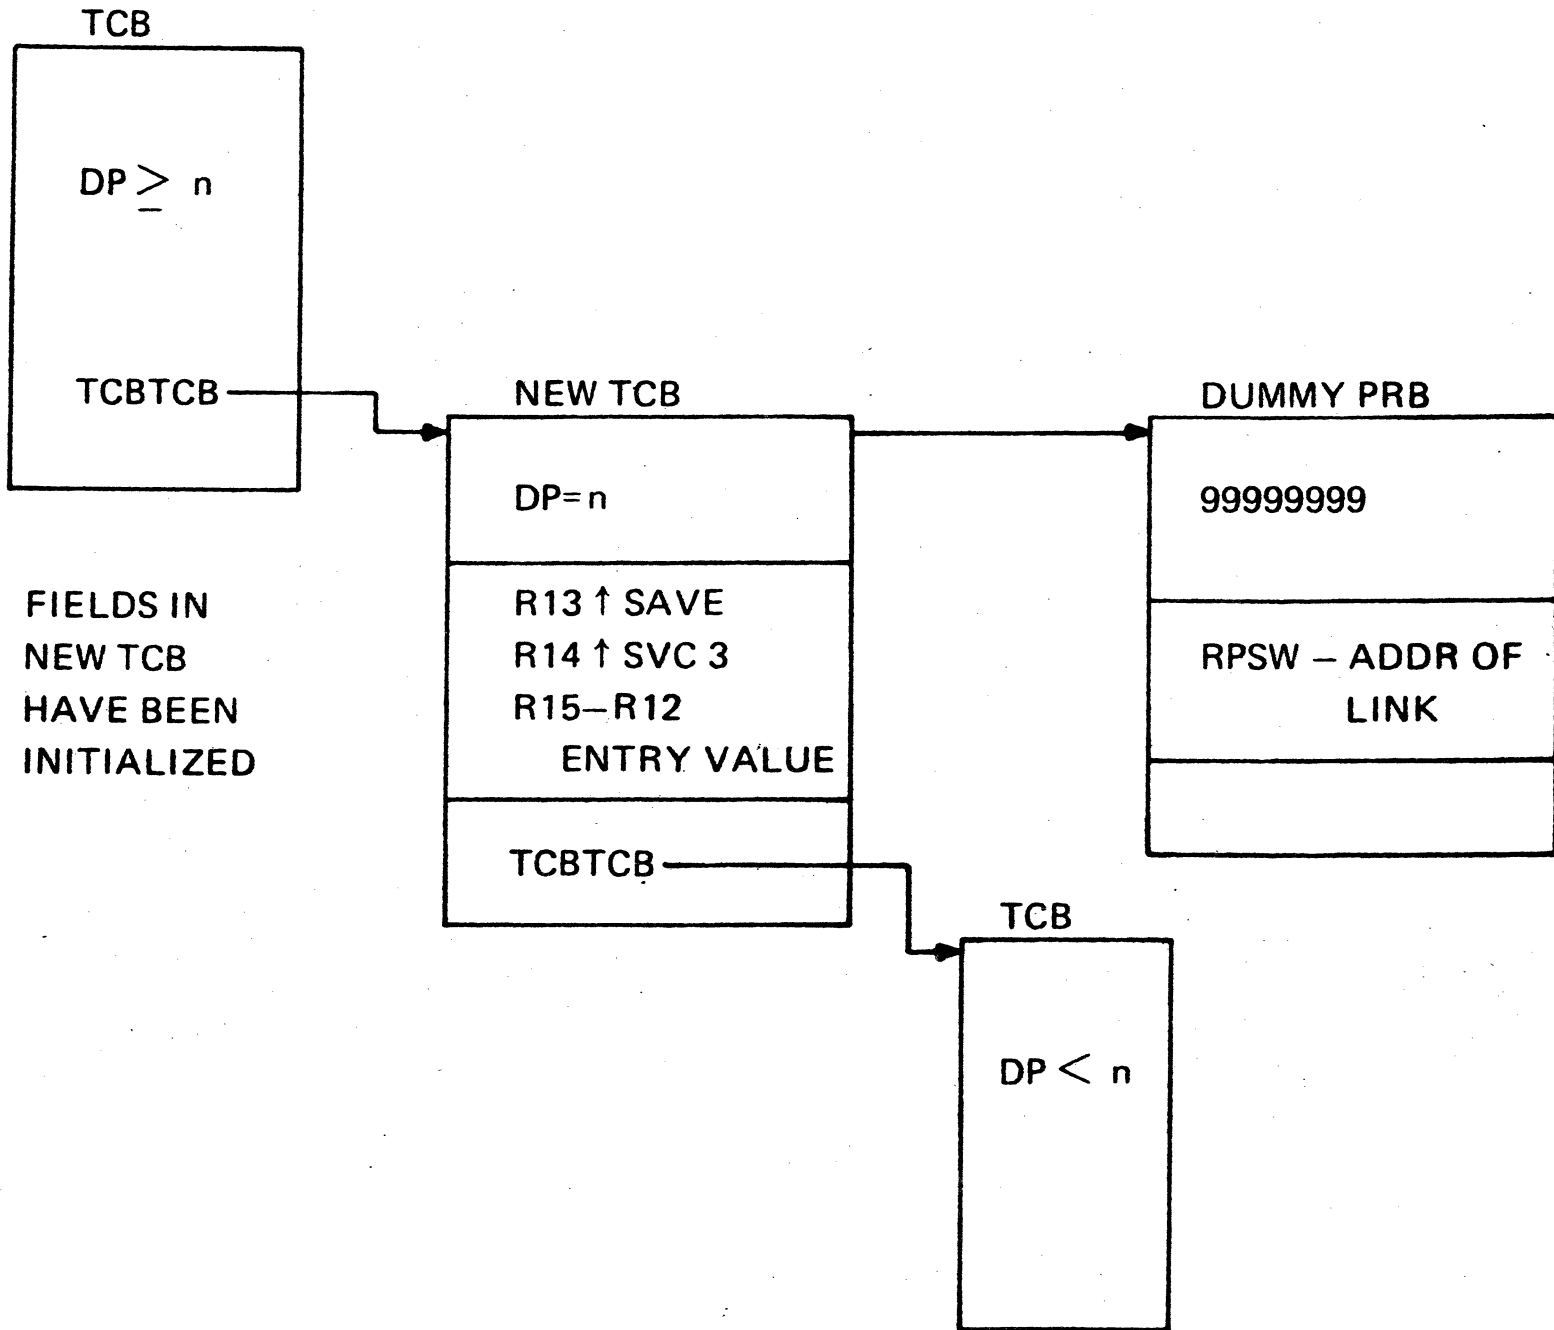 TCB
DP ≥ n
TCBTCB
FIELDS IN
NEW TCB
HAVE BEEN
INITIALIZED
NEW TCB
DP=n
R13 ↑ SAVE
R14 ↑ SVC 3
R15–R12
ENTRY VALUE
TCBTCB
DUMMY PRB
99999999
RPSW – ADDR OF
LINK
TCB
DP < n